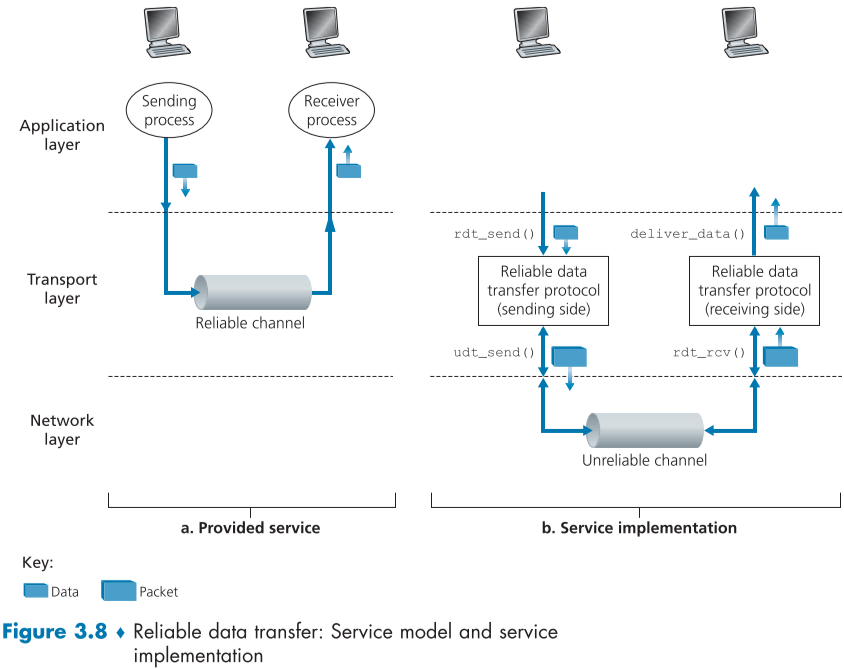 Sending
process
Receiver
process
Application
layer
rdt_send()
deliver_data()
Transport
layer
Reliable channel
Reliable data
transfer protocol
(sending side)
Reliable data
transfer protocol
(receiving side)
udt_send()
rdt_rcv()
Network
layer
Unreliable channel
a. Provided service
b. Service implementation
Key:
Data
Packet
Figure 3.8 ♦ Reliable data transfer: Service model and service
implementation